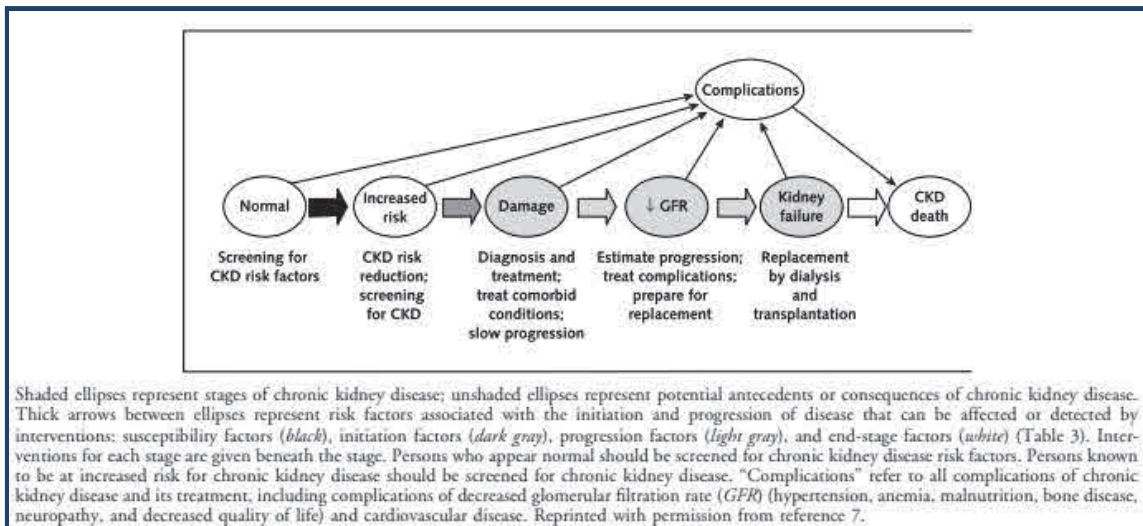 Complications
Normal
Increased
risk
Damage
↓ GFR
Kidney
failure
CKD
death
Screening for
CKD risk factors
CKD risk
reduction;
screening
for CKD
Diagnosis and
treatment;
treat comorbid
conditions;
slow progression
Estimate progression;
treat complications;
prepare for
replacement
Replacement
by dialysis
and
transplantation
Shaded ellipses represent stages of chronic kidney disease; unshaded ellipses represent potential antecedents or consequences of chronic kidney disease.
Thick arrows between ellipses represent risk factors associated with the initiation and progression of disease that can be affected or detected by
interventions: susceptibility factors (black), initiation factors (dark gray), progression factors (light gray), and end-stage factors (white) (Table 3). Inter-
ventions for each stage are given beneath the stage. Persons who appear normal should be screened for chronic kidney disease risk factors. Persons known
to be at increased risk for chronic kidney disease should be screened for chronic kidney disease. "Complications" refer to all complications of chronic
kidney disease and its treatment, including complications of decreased glomerular filtration rate (GFR) (hypertension, anemia, malnutrition, bone disease,
neuropathy, and decreased quality of life) and cardiovascular disease. Reprinted with permission from reference 7.